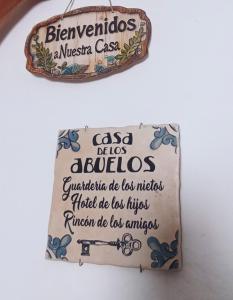 Bienvenidos
a Nuestra Casa
CASA
DE LOS
ABUELOS
Guardería de los nietos
Hotel de los hijos
Rincón de los amigos